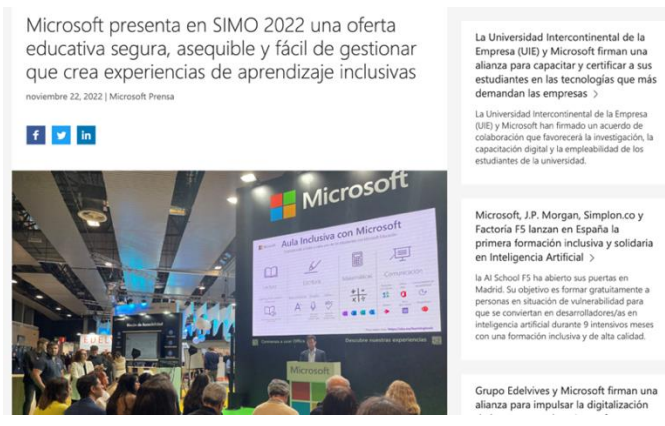 Microsoft presenta en SIMO 2022 una oferta
educativa segura, asequible y fácil de gestionar
que crea experiencias de aprendizaje inclusivas
noviembre 22, 2022 | Microsoft Prensa
f
in
Microsoft
Aula Inclusiva con Microsoft
Escritura
Matemáticas
Comunicación
Descubre nuestras experiencias
Microsoft
La Universidad Intercontinental de la
Empresa (UIE) y Microsoft firman una
alianza para capacitar y certificar a sus
estudiantes en las tecnologías que más
demandan las empresas >
La Universidad Intercontinental de la Empresa
(UIE) y Microsoft han firmado un acuerdo de
colaboración que favorecerá la investigación, la
capacitación digital y la empleabilidad de los
estudiantes de la universidad.
Microsoft, J.P. Morgan, Simplon.co y
Factoría F5 lanzan en España la
primera formación inclusiva y solidaria
en Inteligencia Artificial >
la AI School F5 ha abierto sus puertas en
Madrid. Su objetivo es formar gratuitamente a
personas en situación de vulnerabilidad para
que se conviertan en desarrolladores/as en
inteligencia artificial durante 9 intensivos meses
con una formación inclusiva y de alta calidad.
Grupo Edelvives y Microsoft firman una
alianza para impulsar la digitalización